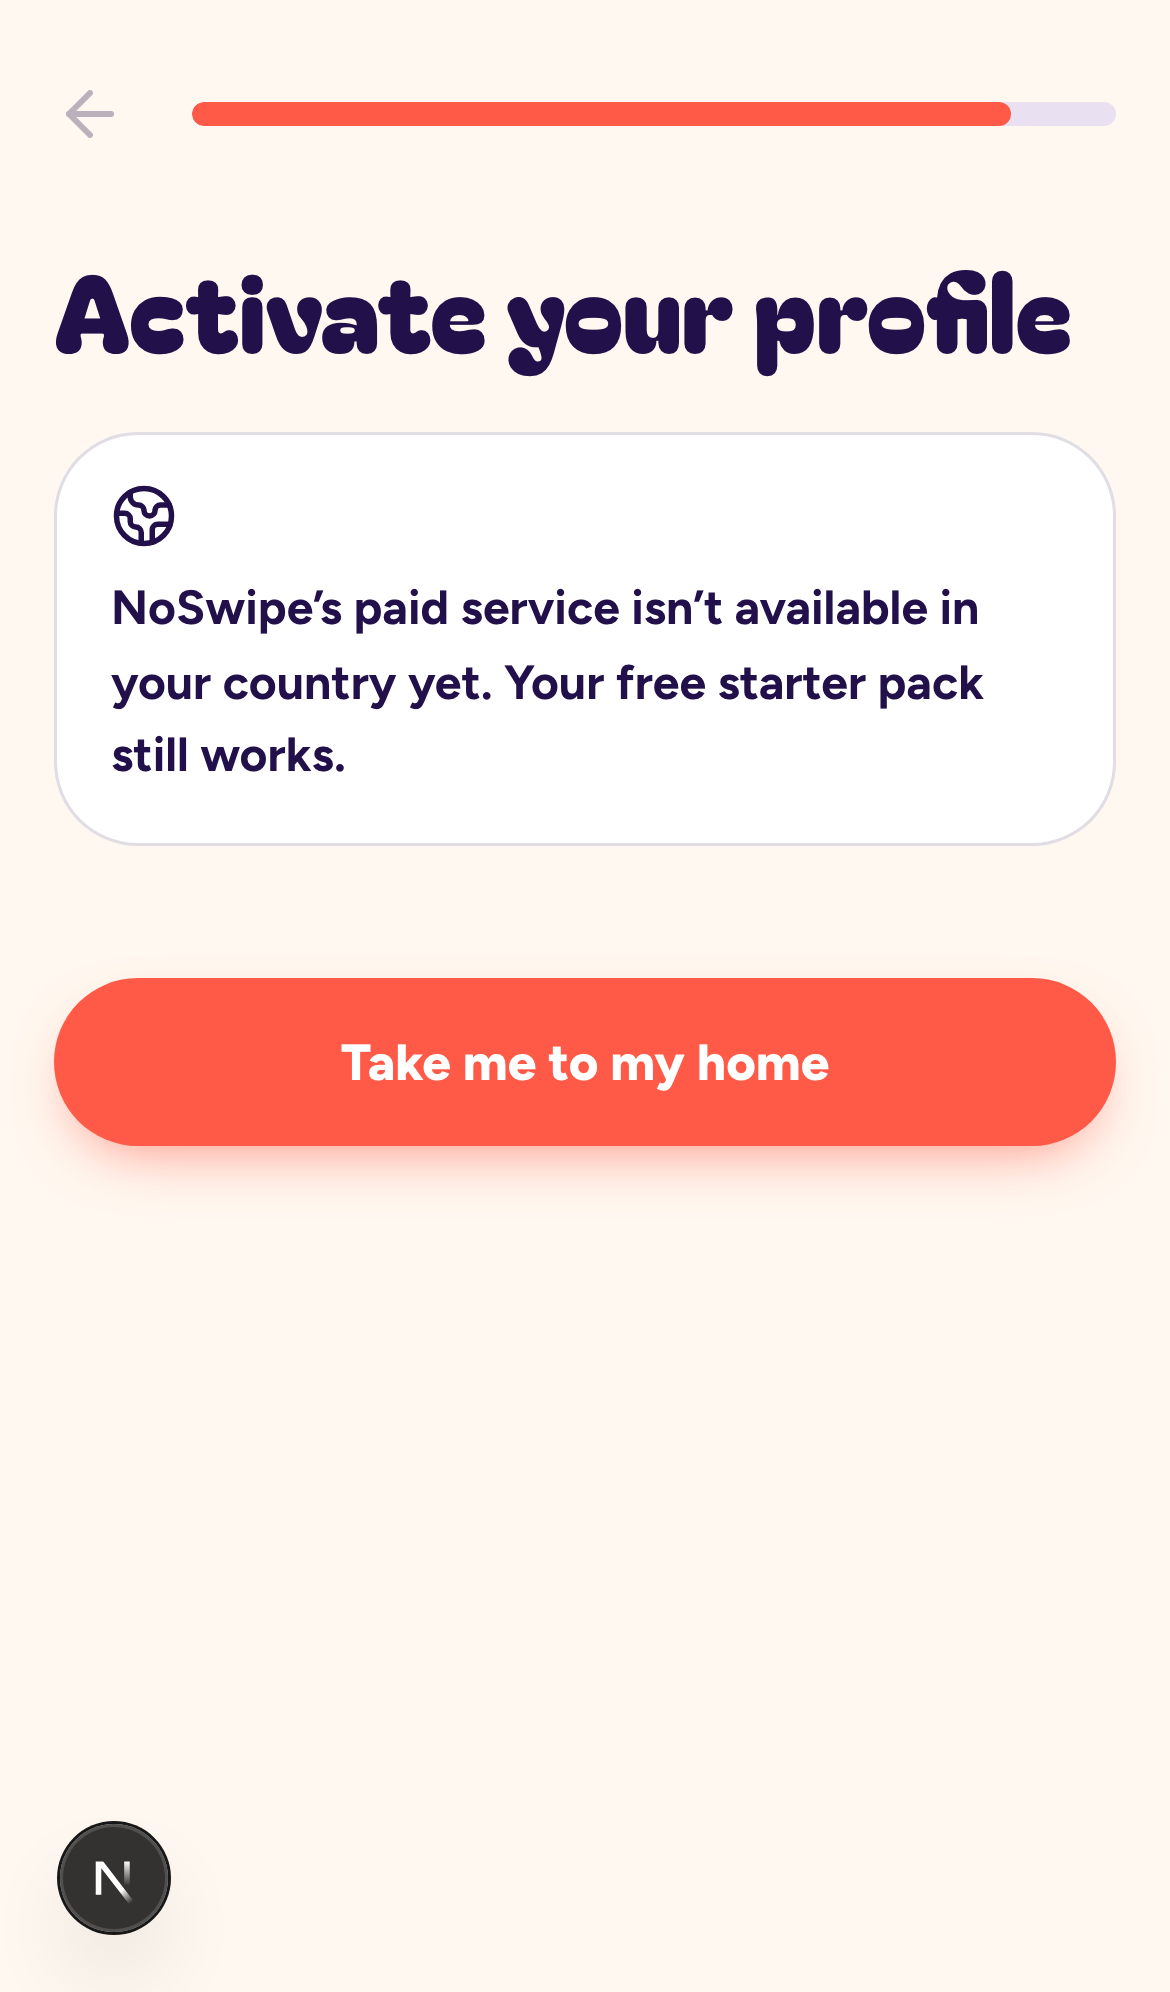 Activate your profile
NoSwipe’s paid service isn’t available in
your country yet. Your free starter pack
still works.
Take me to my home
N